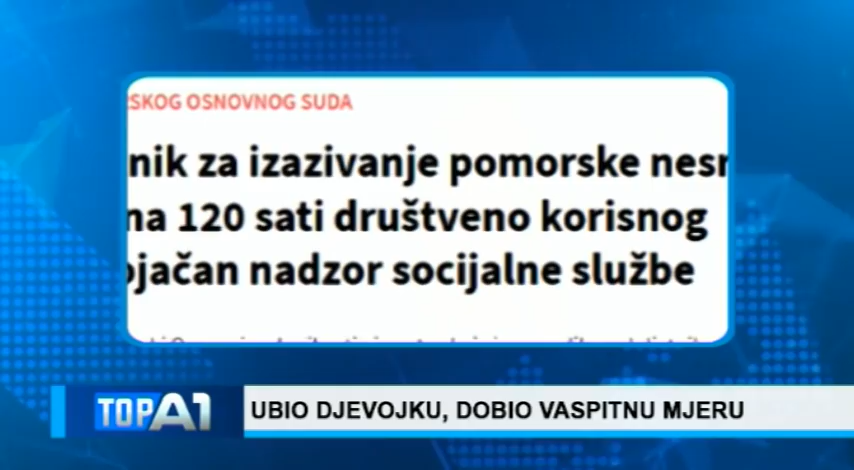 SKOG OSNOVNOG SUDA
nik za izazivanje pomorske nesr
na 120 sati društveno korisnog
ojačan nadzor socijalne službe
TOP A1
UBIO DJEVOJKU, DOBIO VASPITNU MJERU